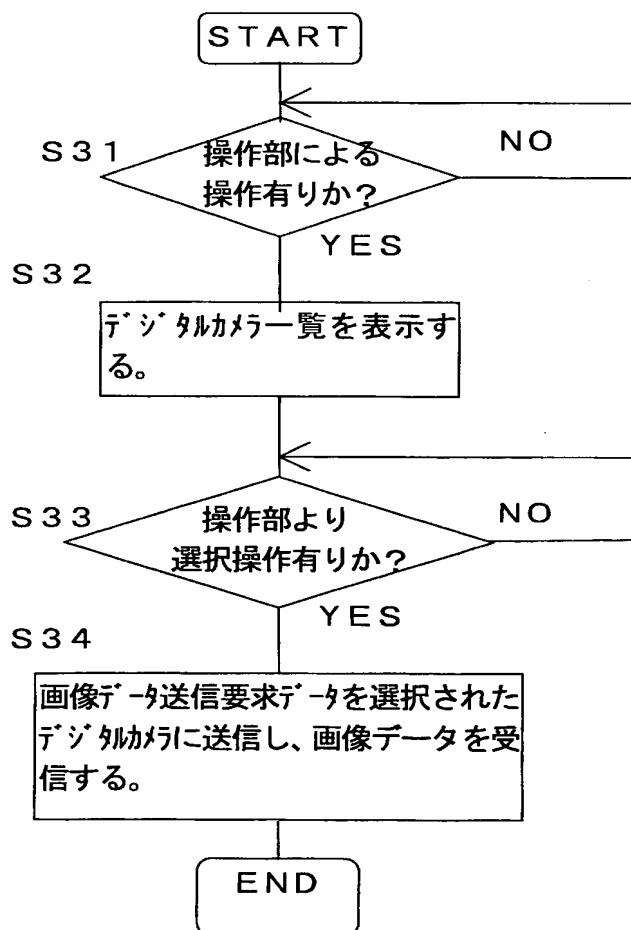 START
S31
操作部による
NO
操作有りか?
YES
S32
ﾃﾞｼﾞﾀﾙｶﾒﾗ一覧を表示す
る。
S33
操作部より
NO
選択操作有りか?
YES
S34
画像ﾃﾞｰﾀ送信要求ﾃﾞｰﾀを選択された
ﾃﾞｼﾞﾀﾙｶﾒﾗに送信し、画像データを受
信する。
END